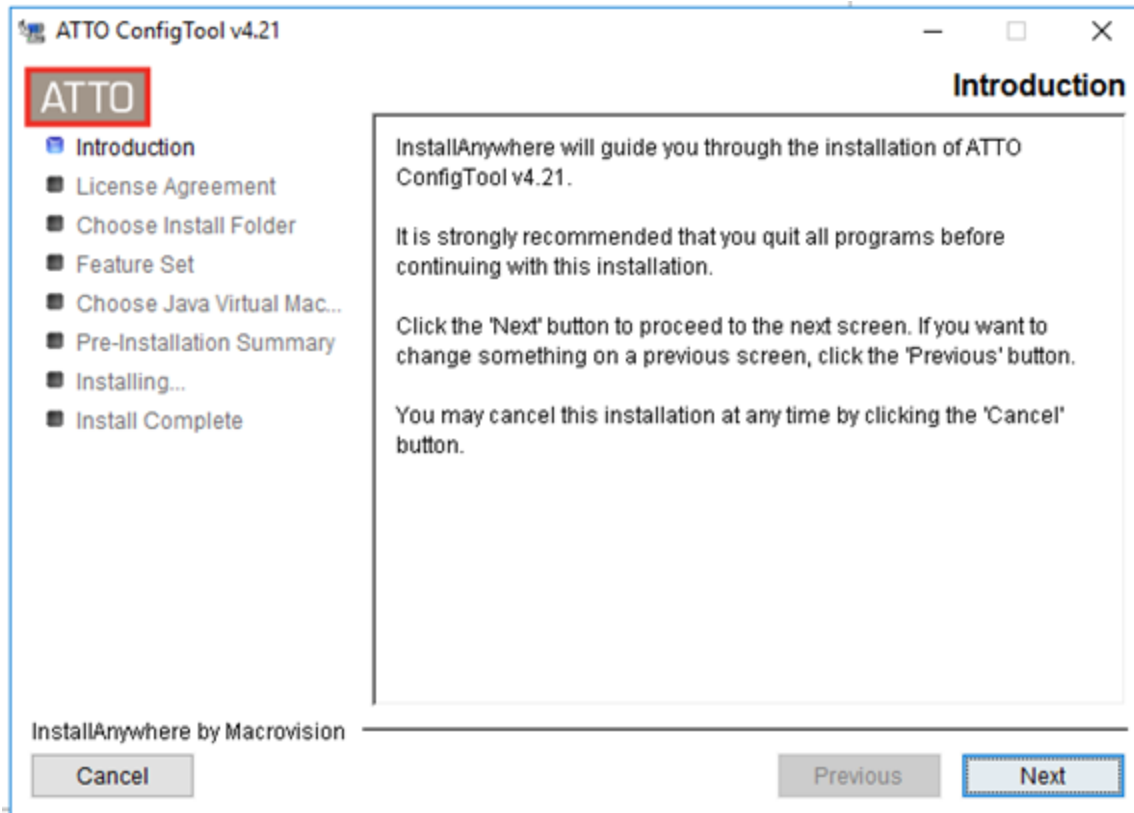 ATTO ConfigTool v4.21
ATTO
Introduction
Introduction
License Agreement
Choose Install Folder
Feature Set
Choose Java Virtual Mac...
Pre-Installation Summary
Installing...
Install Complete
InstallAnywhere will guide you through the installation of ATTO
ConfigTool v4.21.
It is strongly recommended that you quit all programs before
continuing with this installation.
Click the 'Next' button to proceed to the next screen. If you want to
change something on a previous screen, click the 'Previous' button.
You may cancel this installation at any time by clicking the 'Cancel'
button.
InstallAnywhere by Macrovision
Cancel
Previous
Next